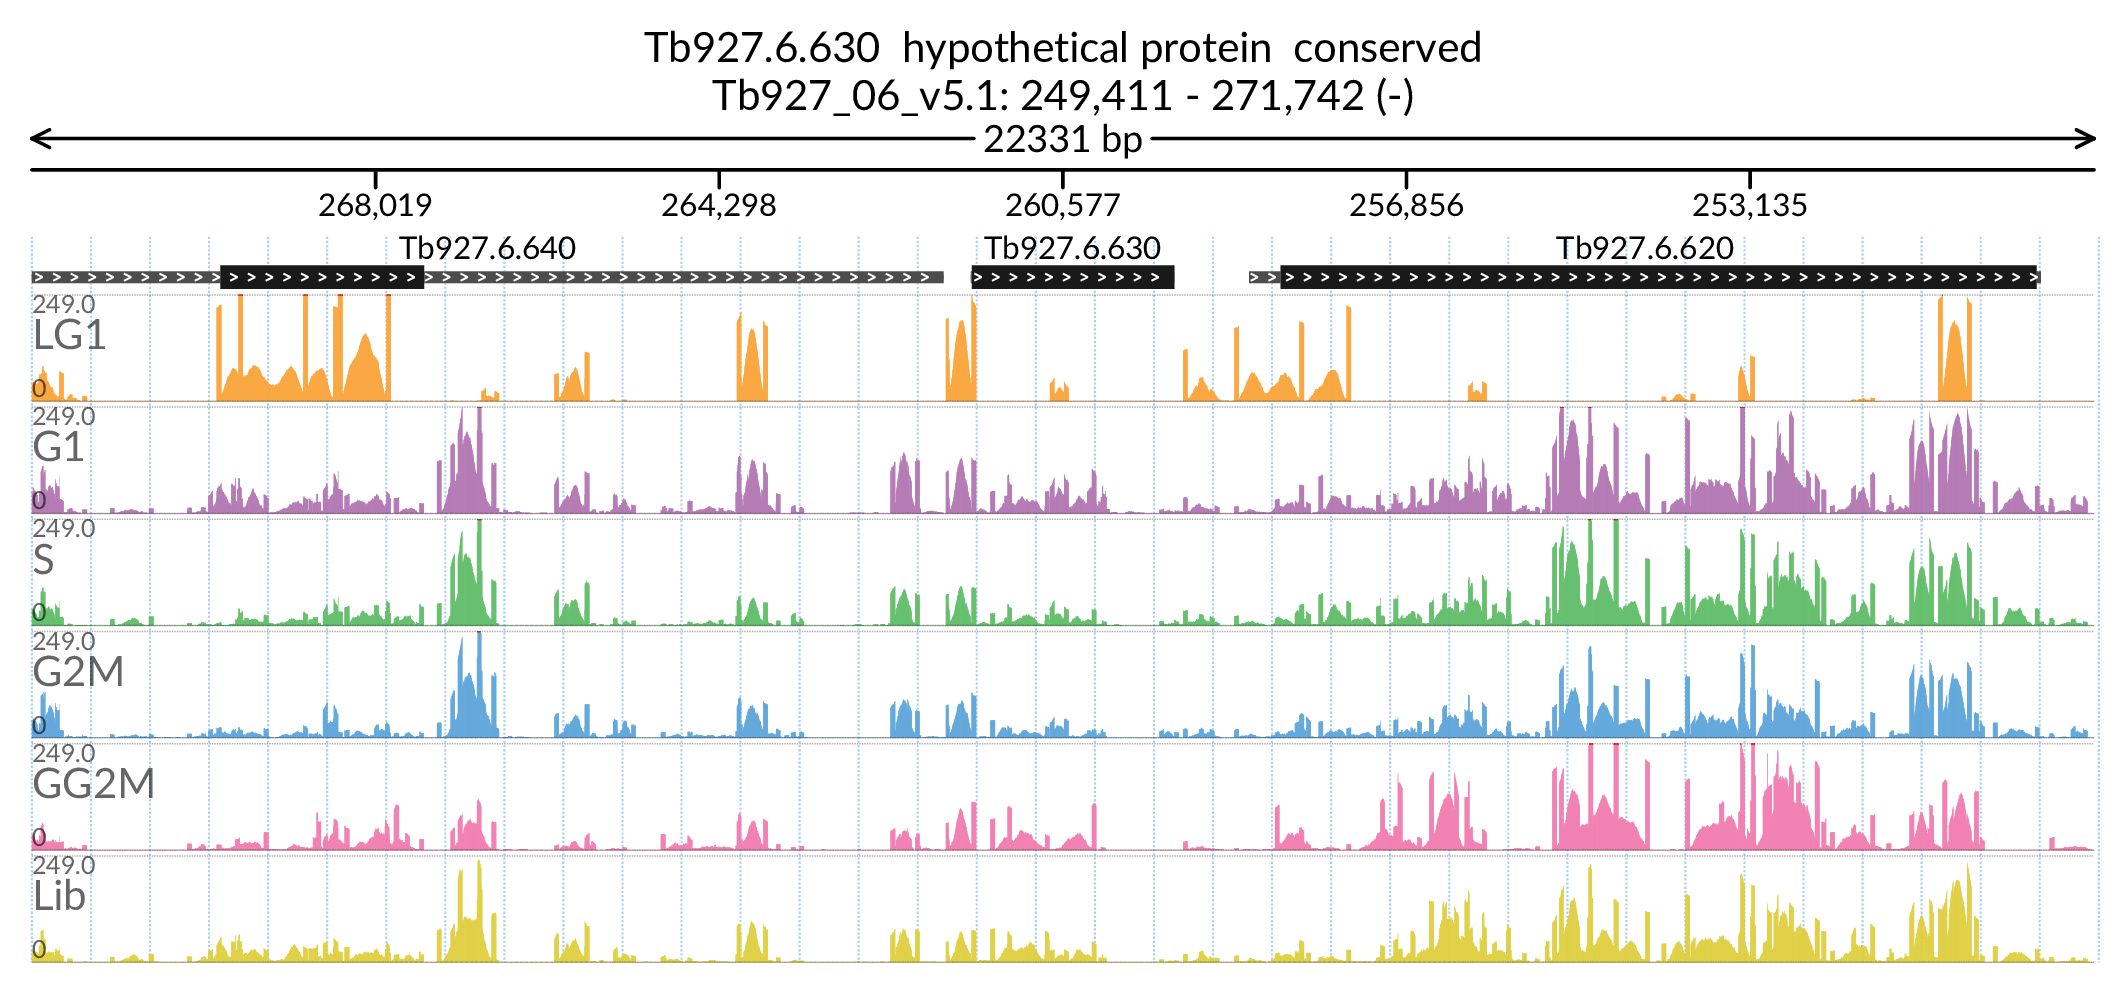 Tb927.6.630 hypothetical protein conserved
Tb927_06_v5.1: 249,411 - 271,742 (-)
22331 bp
268,019 264,298 260,577 256,856 253,135
Tb927.6.640 Tb927.6.630 Tb927.6.620
249.0
LG1
0
249.0
G1
0
249.0
S
0
249.0
G2M
0
249.0
GG2M
0
249.0
Lib
0